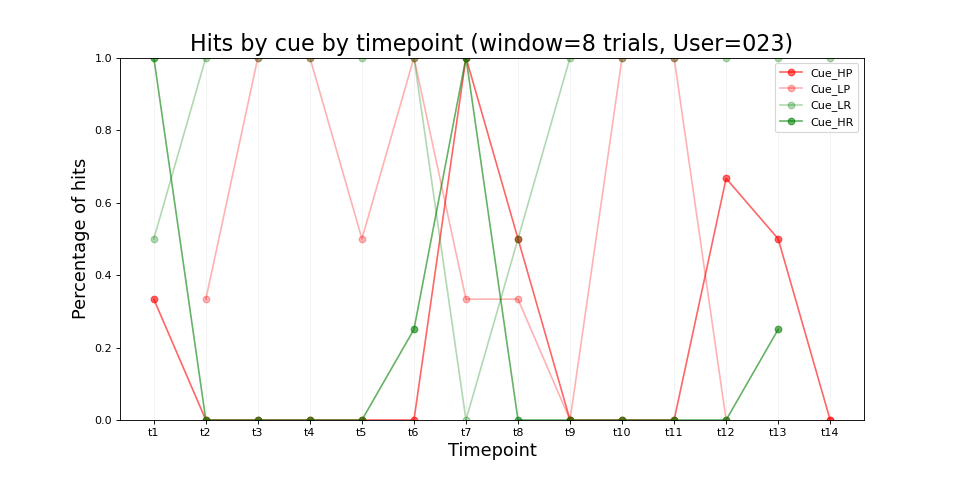 Hits by cue by timepoint (window=8 trials, User=023)
1.0
0.8
0.6
0.4
0.2
0.0
Percentage of hits
Cue_HP
Cue_LP
Cue_LR
Cue_HR
t1 t2 t3 t4 t5 t6 t7 t8 t9 t10 t11 t12 t13 t14
Timepoint